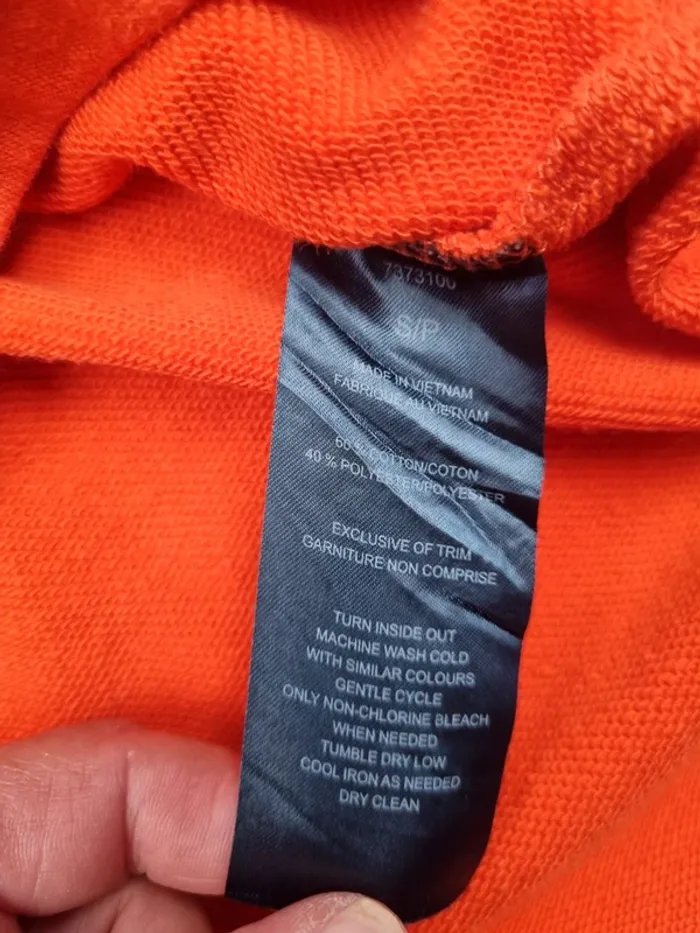 7373100
S/P
MADE IN VIETNAM
FABRIQUÉ AU VIETNAM
60 % COTTON/COTON
40 % POLYESTER/POLYESTER
EXCLUSIVE OF TRIM
GARNITURE NON COMPRISE
TURN INSIDE OUT
MACHINE WASH COLD
WITH SIMILAR COLOURS
GENTLE CYCLE
ONLY NON-CHLORINE BLEACH
WHEN NEEDED
TUMBLE DRY LOW
COOL IRON AS NEEDED
DRY CLEAN